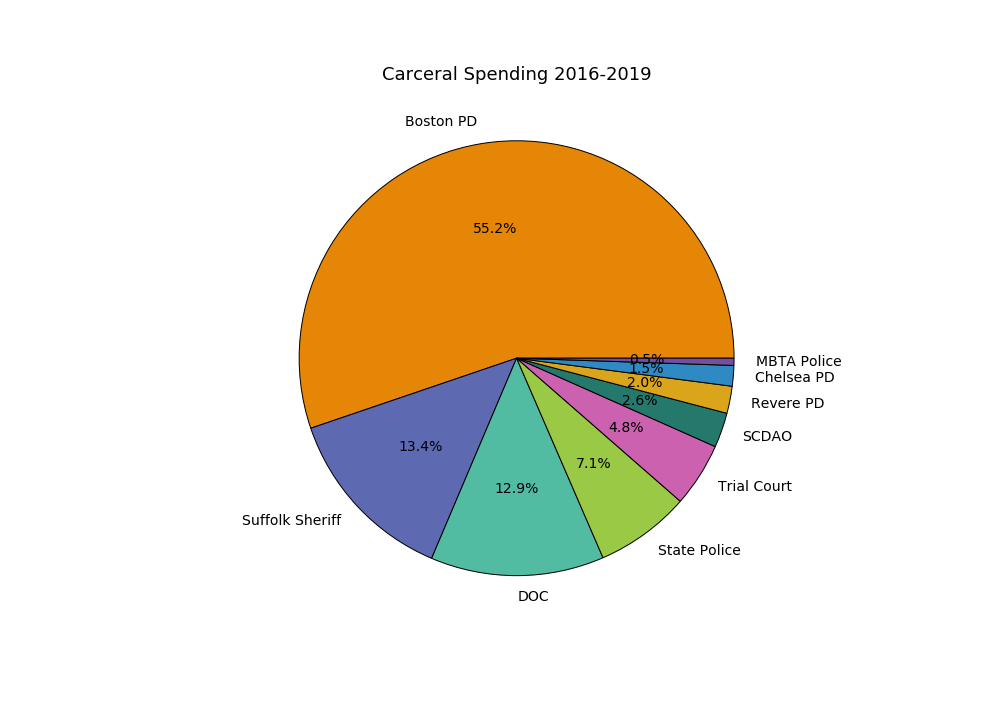 Carceral Spending 2016-2019
Boston PD
55.2%
0.5%
MBTA Police
1.5%
Chelsea PD
2.0%
Revere PD
2.6%
SCDAO
4.8%
Trial Court
7.1%
State Police
13.4%
Suffolk Sheriff
12.9%
DOC